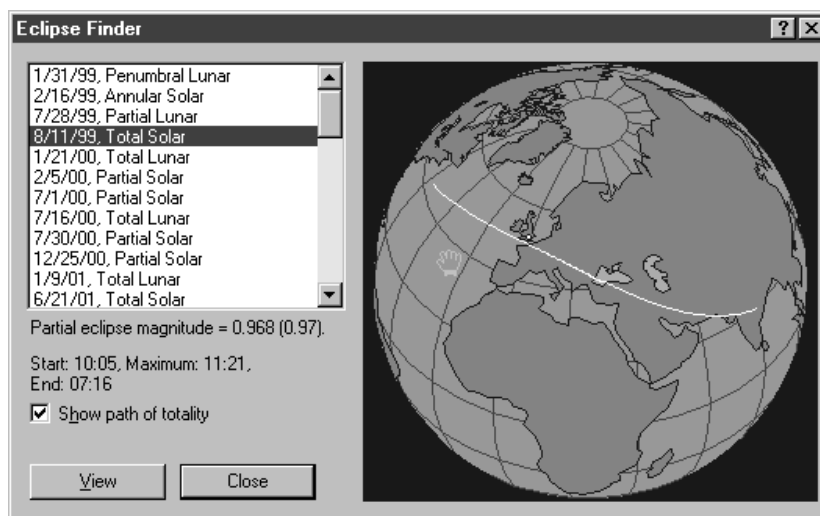 Eclipse Finder
1/31/99, Penumbral Lunar
2/16/99, Annular Solar
7/28/99, Partial Lunar
8/11/99, Total Solar
1/21/00, Total Lunar
2/5/00, Partial Solar
7/1/00, Partial Solar
7/16/00, Total Lunar
7/30/00, Partial Solar
12/25/00, Partial Solar
1/9/01, Total Lunar
6/21/01, Total Solar
Partial eclipse magnitude = 0.968 (0.97).
Start: 10:05, Maximum: 11:21,
End: 07:16
Show path of totality
View
Close